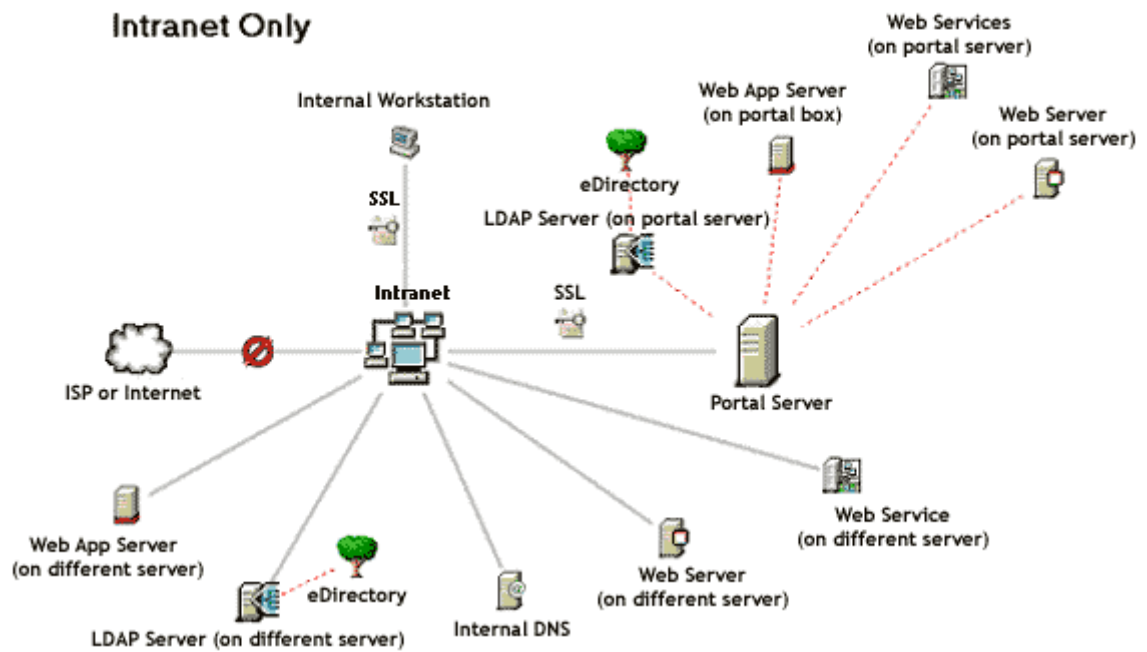 Intranet Only
Web Services
(on portal server)
Internal Workstation
Web App Server
(on portal box)
Web Server
(on portal server)
eDirectory
SSL
LDAP Server (on portal server)
Intranet
SSL
ISP or Internet
Portal Server
Web App Server
(on different server)
Web Service
(on different server)
eDirectory
Web Server
(on different server)
Internal DNS
LDAP Server (on different server)